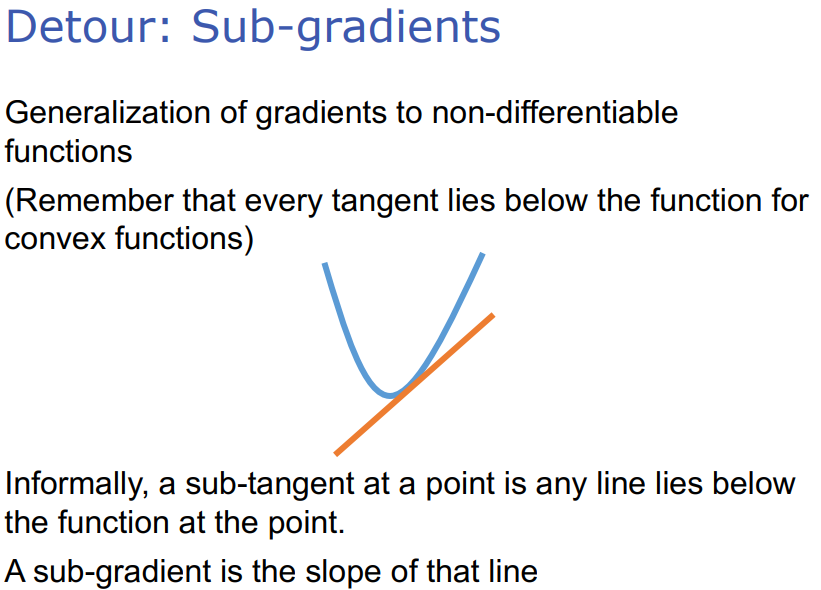 Detour: Sub-gradients
Generalization of gradients to non-differentiable
functions
(Remember that every tangent lies below the function for
convex functions)
Informally, a sub-tangent at a point is any line lies below
the function at the point.
A sub-gradient is the slope of that line